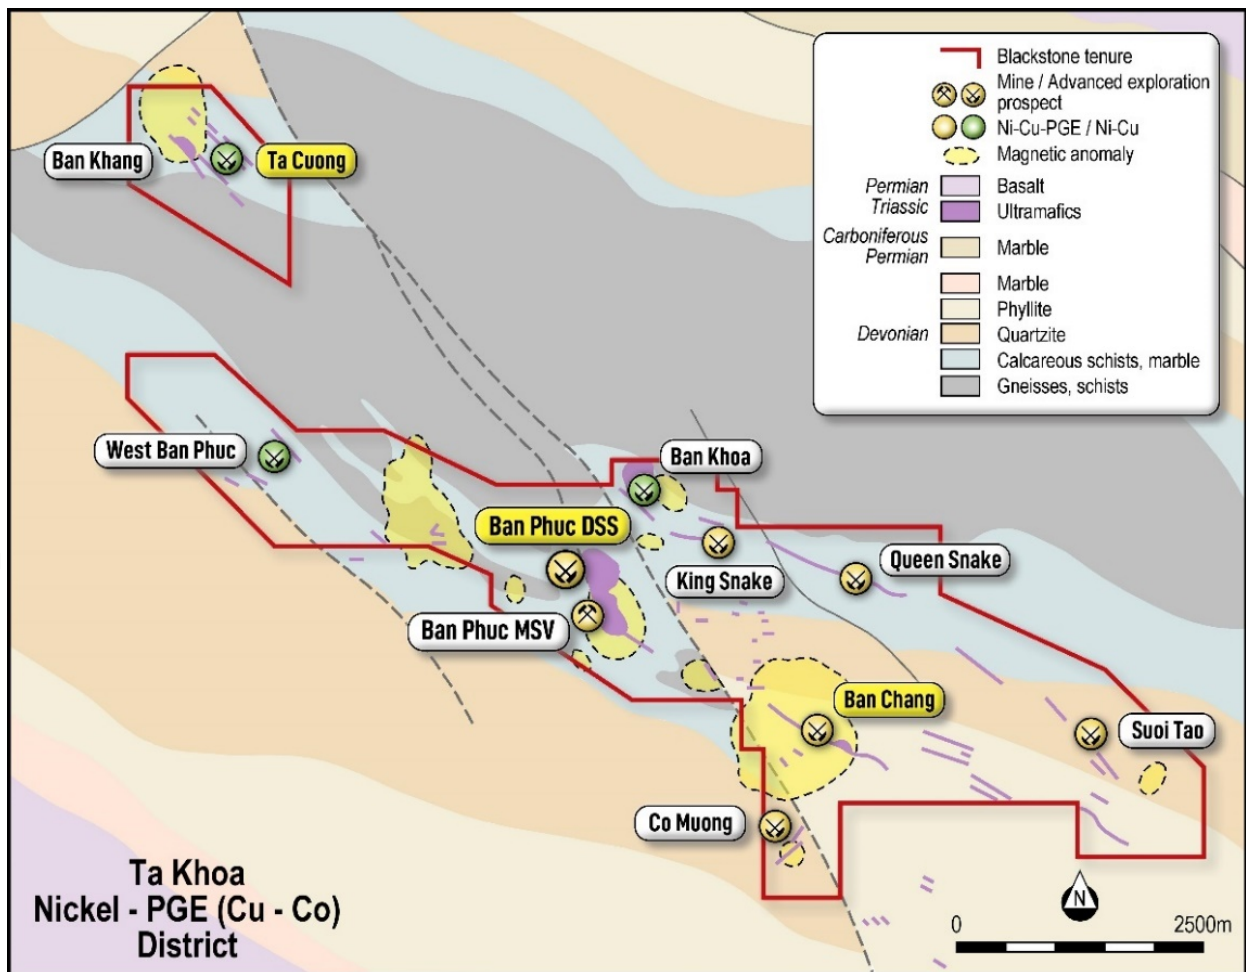 Blackstone tenure
Mine / Advanced exploration
prospect
Ni-Cu-PGE / Ni-Cu
Magnetic anomaly
Permian
Triassic
Basalt
Ultramafics
Carboniferous
Permian
Marble
Marble
Phyllite
Devonian
Quartzite
Calcareous schists, marble
Gneisses, schists
Ban Khang
Ta Cuong
West Ban Phuc
Ban Khoa
Ban Phuc DSS
King Snake
Queen Snake
Ban Phuc MSV
Ban Chang
Suoi Tao
Co Muong
Ta Khoa
Nickel - PGE (Cu - Co)
District
N
0 2500m